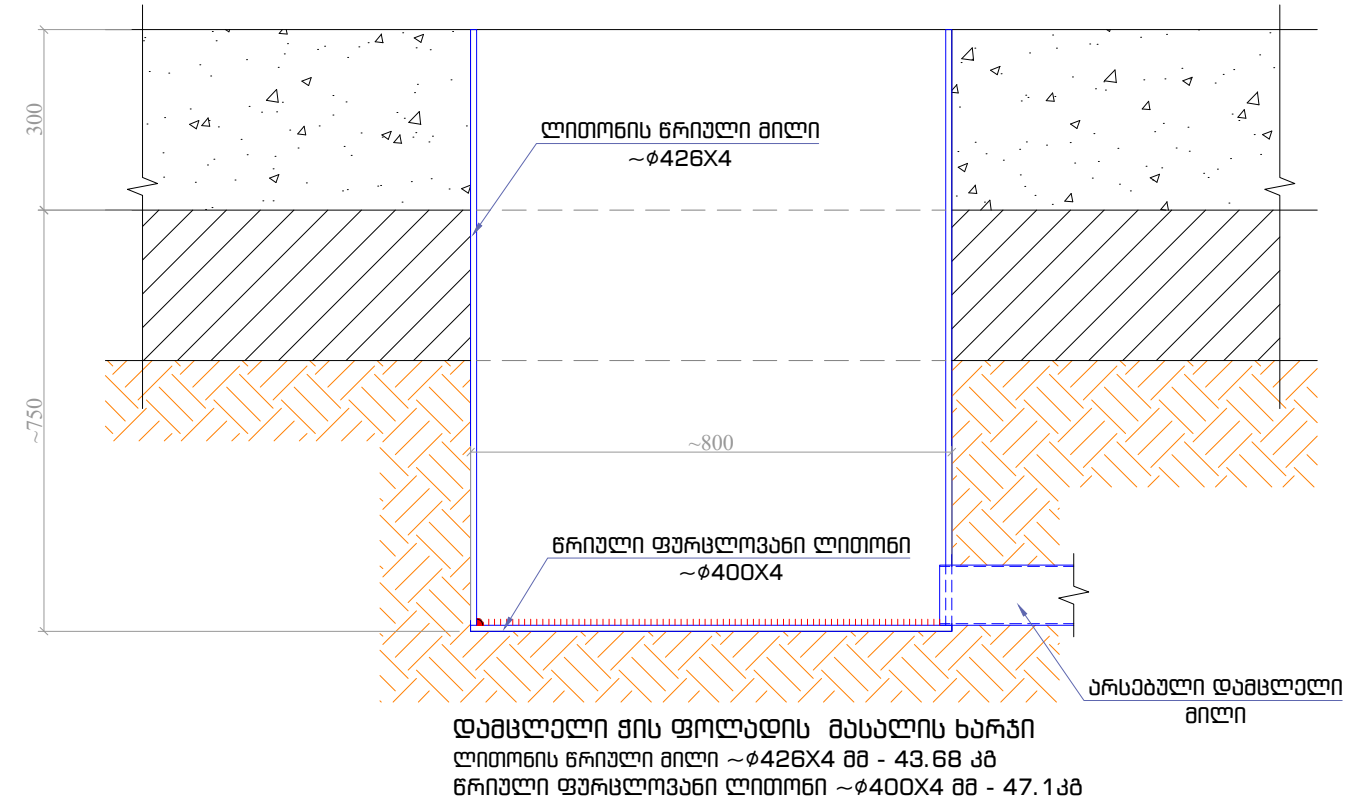 300
ლითონის წრიული მილი
~φ426X4
~750
~800
წრიული ფურცლოვანი ლითონი
~φ400X4
არსებული დამცლელი
მილი
დამცლელი ჭის ფოლადის მასალის ხარჯი
ლითონის წრიული მილი ~φ426X4 მმ - 43.68 კგ
წრიული ფურცლოვანი ლითონი ~φ400X4 მმ - 47.1კგ